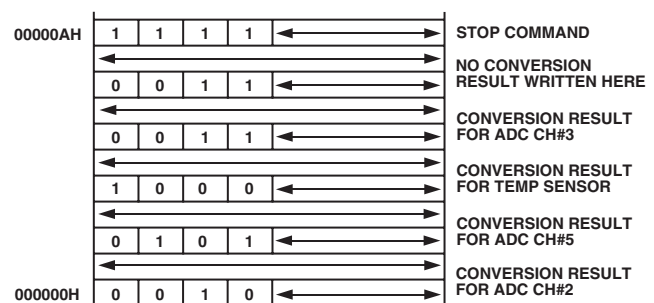 00000AH 1 1 1 1 STOP COMMAND
NO CONVERSION
0 0 1 1 RESULT WRITTEN HERE
CONVERSION RESULT
0 0 1 1 FOR ADC CH#3
CONVERSION RESULT
1 0 0 0 FOR TEMP SENSOR
CONVERSION RESULT
0 1 0 1 FOR ADC CH#5
CONVERSION RESULT
000000H 0 0 1 0 FOR ADC CH#2